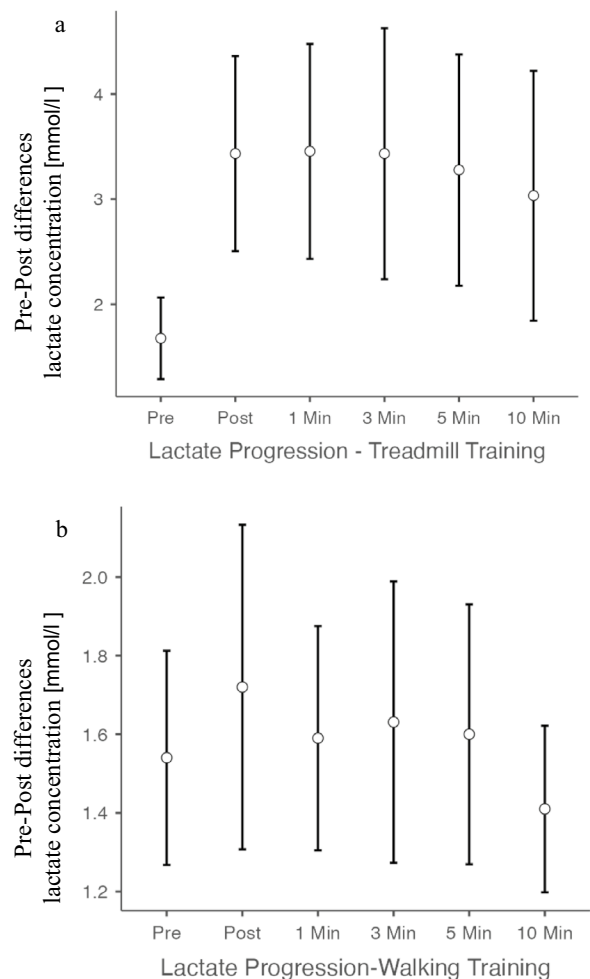 a
Pre-Post differences
lactate concentration [mmol/l ]
4
3
2
Pre Post 1 Min 3 Min 5 Min 10 Min
Lactate Progression - Treadmill Training
b
Pre-Post differences
lactate concentration [mmol/l ]
2.0
1.8
1.6
1.4
1.2
Pre Post 1 Min 3 Min 5 Min 10 Min
Lactate Progression-Walking Training